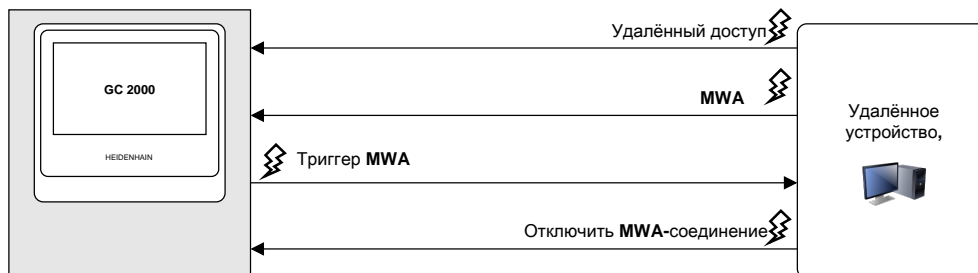 Удалённый доступ
GC 2000
MWA
Удалённое
устройство,
HEIDENHAIN
Триггер MWA
Отключить MWA-соединение